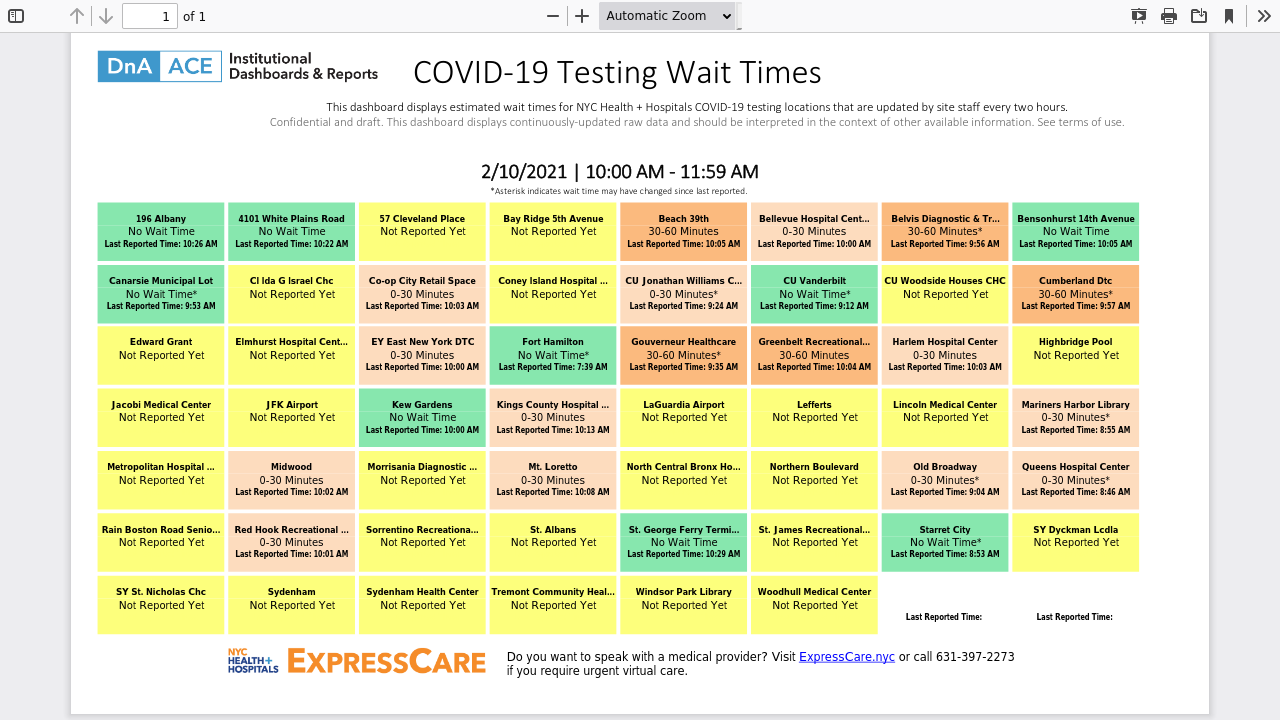 1 of 1
Automatic Zoom
DnA ACE Institutional
Dashboards & Reports
COVID-19 Testing Wait Times
This dashboard displays estimated wait times for NYC Health + Hospitals COVID-19 testing locations that are updated by site staff every two hours.
Confidential and draft. This dashboard displays continuously-updated raw data and should be interpreted in the context of other available information. See terms of use.
2/10/2021 | 10:00 AM - 11:59 AM
*Asterisk indicates wait time may have changed since last reported.
196 Albany
No Wait Time
Last Reported Time: 10:26 AM
4101 White Plains Road
No Wait Time
Last Reported Time: 10:22 AM
57 Cleveland Place
Not Reported Yet
Bay Ridge 5th Avenue
Not Reported Yet
Beach 39th
30-60 Minutes
Last Reported Time: 10:05 AM
Bellevue Hospital Cent...
0-30 Minutes
Last Reported Time: 10:00 AM
Belvis Diagnostic & Tr...
30-60 Minutes*
Last Reported Time: 9:56 AM
Bensonhurst 14th Avenue
No Wait Time
Last Reported Time: 10:05 AM
Canarsie Municipal Lot
No Wait Time*
Last Reported Time: 9:53 AM
Cl Ida G Israel Chc
Not Reported Yet
Co-op City Retail Space
0-30 Minutes
Last Reported Time: 10:03 AM
Coney Island Hospital ...
Not Reported Yet
CU Jonathan Williams C...
0-30 Minutes*
Last Reported Time: 9:24 AM
CU Vanderbilt
No Wait Time*
Last Reported Time: 9:12 AM
CU Woodside Houses CHC
Not Reported Yet
Cumberland Dtc
30-60 Minutes*
Last Reported Time: 9:57 AM
Edward Grant
Not Reported Yet
Elmhurst Hospital Cent...
Not Reported Yet
EY East New York DTC
0-30 Minutes
Last Reported Time: 10:00 AM
Fort Hamilton
No Wait Time*
Last Reported Time: 7:39 AM
Gouverneur Healthcare
30-60 Minutes*
Last Reported Time: 9:35 AM
Greenbelt Recreational...
30-60 Minutes
Last Reported Time: 10:04 AM
Harlem Hospital Center
0-30 Minutes
Last Reported Time: 10:03 AM
Highbridge Pool
Not Reported Yet
Jacobi Medical Center
Not Reported Yet
JFK Airport
Not Reported Yet
Kew Gardens
No Wait Time
Last Reported Time: 10:00 AM
Kings County Hospital ...
0-30 Minutes
Last Reported Time: 10:13 AM
LaGuardia Airport
Not Reported Yet
Lefferts
Not Reported Yet
Lincoln Medical Center
Not Reported Yet
Mariners Harbor Library
0-30 Minutes*
Last Reported Time: 8:55 AM
Metropolitan Hospital ...
Not Reported Yet
Midwood
0-30 Minutes
Last Reported Time: 10:02 AM
Morrisania Diagnostic ...
Not Reported Yet
Mt. Loretto
0-30 Minutes
Last Reported Time: 10:08 AM
North Central Bronx Ho...
Not Reported Yet
Northern Boulevard
Not Reported Yet
Old Broadway
0-30 Minutes*
Last Reported Time: 9:04 AM
Queens Hospital Center
0-30 Minutes*
Last Reported Time: 8:46 AM
Rain Boston Road Senio...
Not Reported Yet
Red Hook Recreational ...
0-30 Minutes
Last Reported Time: 10:01 AM
Sorrentino Recreationa...
Not Reported Yet
St. Albans
Not Reported Yet
St. George Ferry Termi...
No Wait Time
Last Reported Time: 10:29 AM
St. James Recreational...
Not Reported Yet
Starret City
No Wait Time*
Last Reported Time: 8:53 AM
SY Dyckman Lcdla
Not Reported Yet
SY St. Nicholas Chc
Not Reported Yet
Sydenham
Not Reported Yet
Sydenham Health Center
Not Reported Yet
Tremont Community Heal...
Not Reported Yet
Windsor Park Library
Not Reported Yet
Woodhull Medical Center
Not Reported Yet
Last Reported Time:
Last Reported Time:
NYC
HEALTH+
HOSPITALS
EXPRESSCARE
Do you want to speak with a medical provider? Visit ExpressCare.nyc or call 631-397-2273
if you require urgent virtual care.